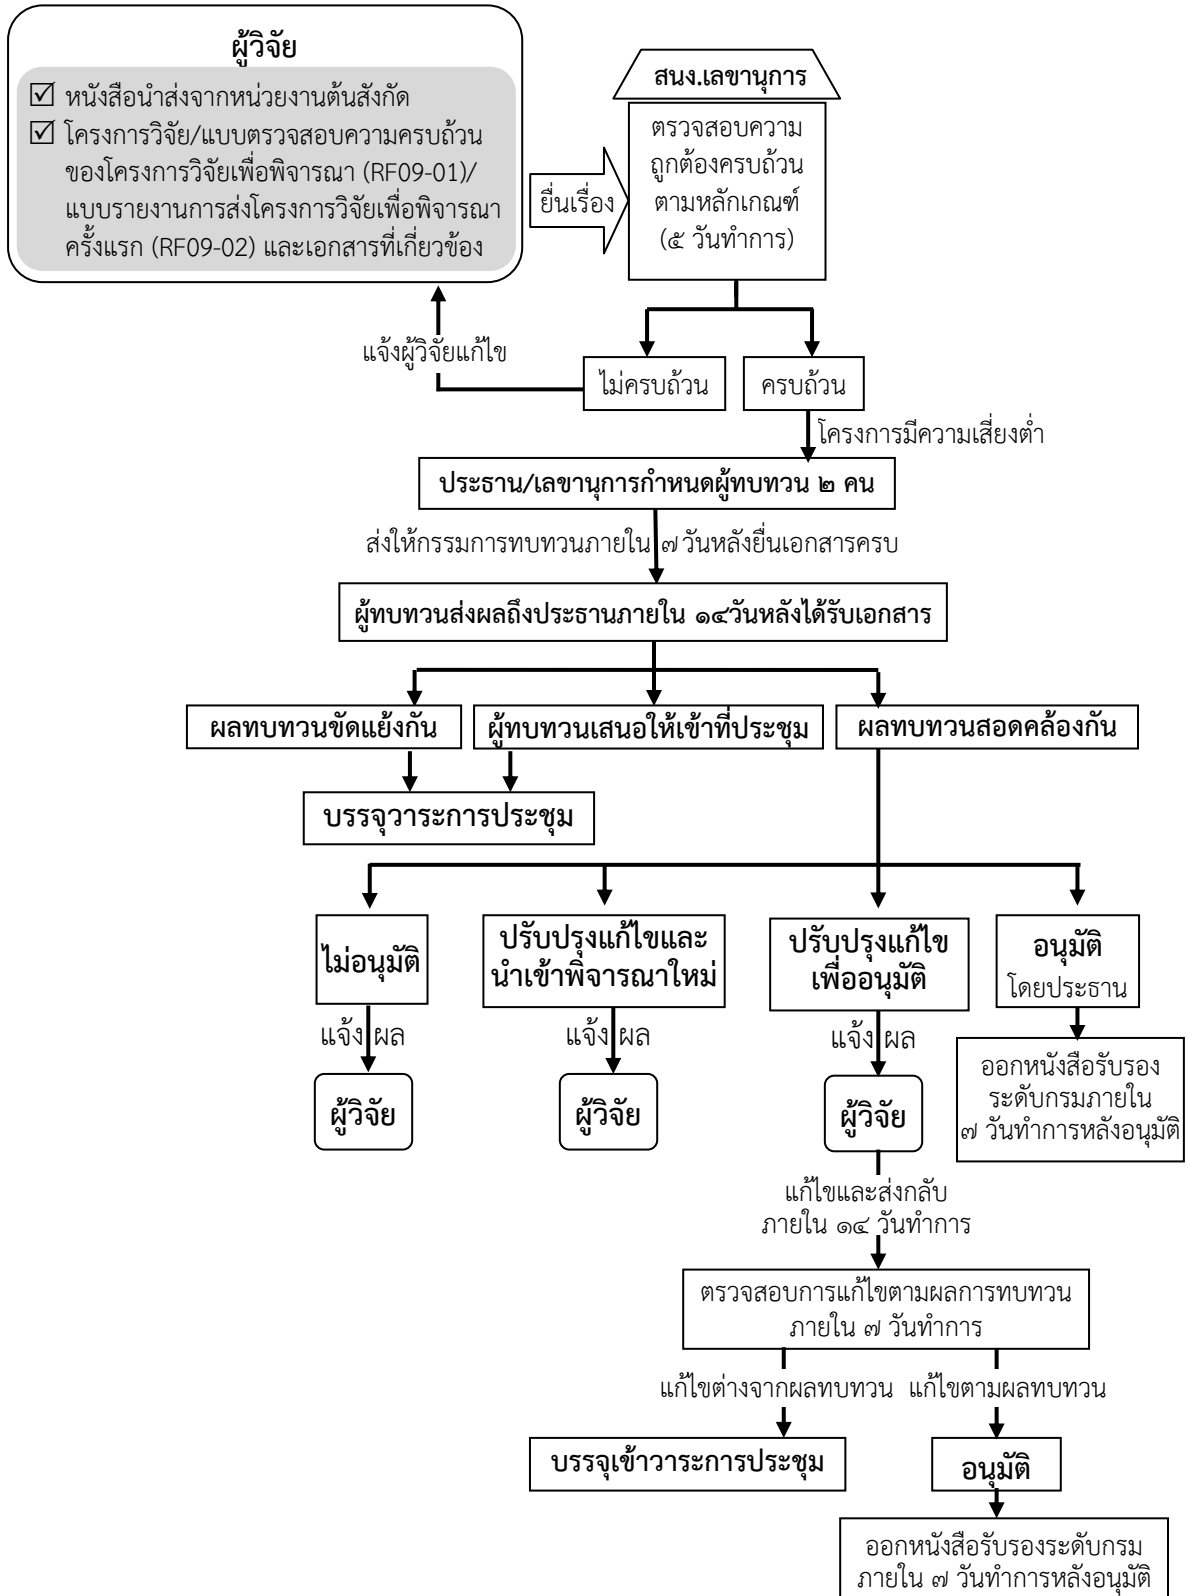 ผู้วิจัย
☑ หนังสือนำส่งจากหน่วยงานต้นสังกัด
☑ โครงการวิจัย/แบบตรวจสอบความครบถ้วน
ของโครงการวิจัยเพื่อพิจารณา (RF09-01)/
แบบรายงานการส่งโครงการวิจัยเพื่อพิจารณา
ครั้งแรก (RF09-02) และเอกสารที่เกี่ยวข้อง
ยื่นเรื่อง
สนง.เลขานุการ
ตรวจสอบความ
ถูกต้องครบถ้วน
ตามหลักเกณฑ์
(๕ วันทำการ)
แจ้งผู้วิจัยแก้ไข
ไม่ครบถ้วน
ครบถ้วน
โครงการมีความเสี่ยงต่ำ
ประธาน/เลขานุการกำหนดผู้ทบทวน ๒ คน
ส่งให้กรรมการทบทวนภายใน ๗ วันหลังยื่นเอกสารครบ
ผู้ทบทวนส่งผลถึงประธานภายใน ๑๔วันหลังได้รับเอกสาร
ผลทบทวนขัดแย้งกัน
ผู้ทบทวนเสนอให้เข้าที่ประชุม
ผลทบทวนสอดคล้องกัน
บรรจุวาระการประชุม
ไม่อนุมัติ
ปรับปรุงแก้ไขและ
นำเข้าพิจารณาใหม่
ปรับปรุงแก้ไข
เพื่ออนุมัติ
อนุมัติ
โดยประธาน
แจ้ง ผล
แจ้ง ผล
แจ้ง ผล
ผู้วิจัย
ผู้วิจัย
ผู้วิจัย
ออกหนังสือรับรอง
ระดับกรมภายใน
๗ วันทำการหลังอนุมัติ
แก้ไขและส่งกลับ
ภายใน ๑๔ วันทำการ
ตรวจสอบการแก้ไขตามผลการทบทวน
ภายใน ๗ วันทำการ
แก้ไขต่างจากผลทบทวน
แก้ไขตามผลทบทวน
บรรจุเข้าวาระการประชุม
อนุมัติ
ออกหนังสือรับรองระดับกรม
ภายใน ๗ วันทำการหลังอนุมัติ